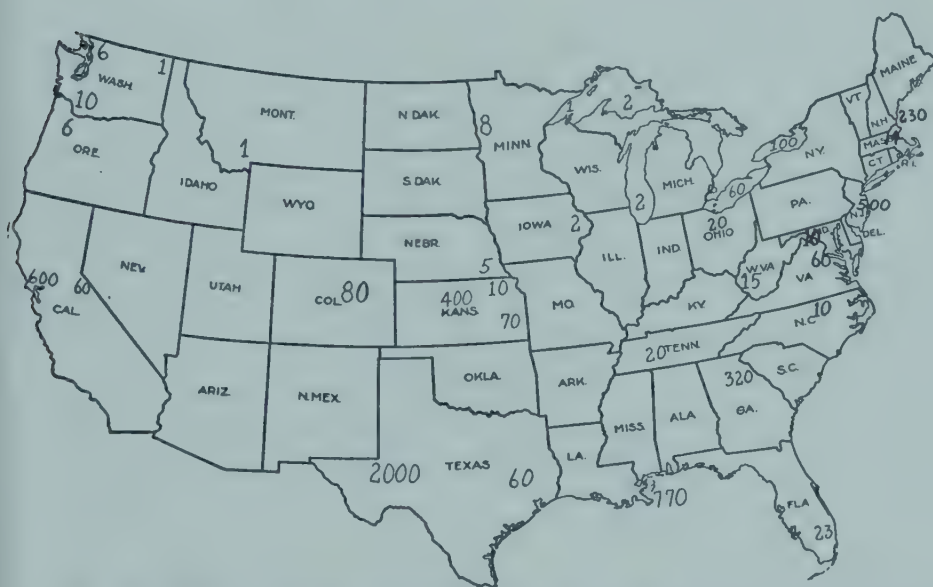 MAINE
6
1
WASH.
VT.
10
MONT.
N.DAK.
1
2
N.H.
230
6
8
MINN
100
MASS
ORE.
1
N.Y.
CT.
R.I.
IDAHO
S.DAK.
WIS.
MICH.
60
WYO.
2
PA.
500
N.J.
IOWA
2
20
OHIO
NEBR.
DEL.
NEV.
ILL.
IND.
66
600
60
UTAH
5
W.VA
VA
COL. 80
400
10
15
CAL.
KANS.
MO.
KY.
10
70
N.C.
20 TENN.
320
S.C.
ARIZ.
N.MEX.
OKLA.
ARK.
MISS.
ALA
GA.
2000
TEXAS
60
LA.
770
FLA
23